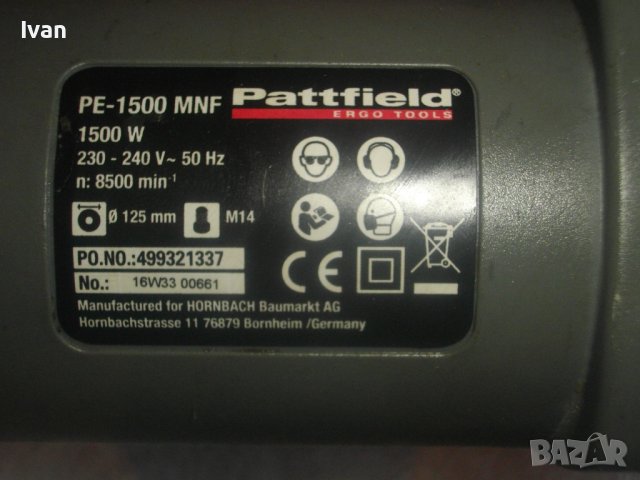 Ivan
PE-1500 MNF Pattfield®
ERGO TOOLS
1500 W
230 - 240 V~ 50 Hz
n: 8500 min⁻¹
Ø 125 mm M14
PO.NO.:499321337
No.: 16W33 00661
CE
Manufactured for HORNBACH Baumarkt AG
Hornbachstrasse 11 76879 Bornheim /Germany
BAZAR